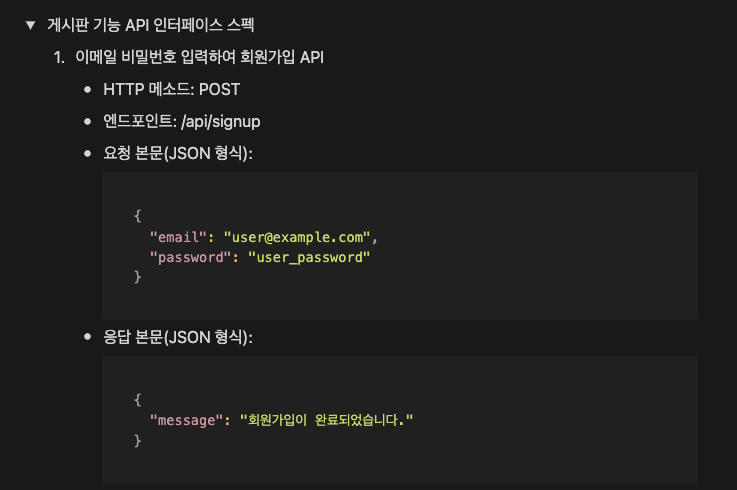 ▼ 게시판 기능 API 인터페이스 스펙
1. 이메일 비밀번호 입력하여 회원가입 API
• HTTP 메소드: POST
• 엔드포인트: /api/signup
• 요청 본문(JSON 형식):
{
"email": "user@example.com",
"password": "user_password"
}
• 응답 본문(JSON 형식):
{
"message": "회원가입이 완료되었습니다."
}